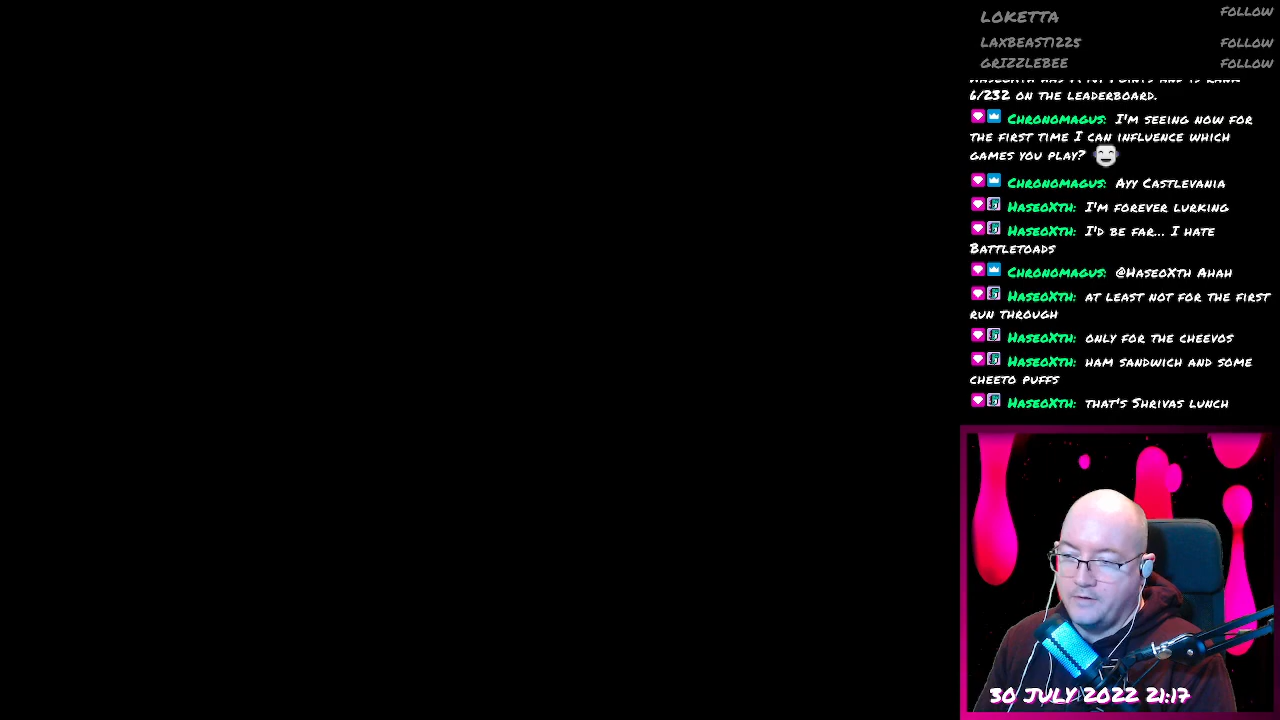 LOKETTA FOLLOW
LAXBEAST1225 FOLLOW
GRIZZLEBEE FOLLOW
6/232 ON THE LEADERBOARD.
CHRONOMAGUS: I'M SEEING NOW FOR
THE FIRST TIME I CAN INFLUENCE WHICH
GAMES YOU PLAY?
CHRONOMAGUS: AYY CASTLEVANIA
HASEOXTH: I'M FOREVER LURKING
HASEOXTH: I'D BE FAR... I HATE
BATTLETOADS
CHRONOMAGUS: @HASEOXTH AHAH
HASEOXTH: AT LEAST NOT FOR THE FIRST
RUN THROUGH
HASEOXTH: ONLY FOR THE CHEEVOS
HASEOXTH: HAM SANDWICH AND SOME
CHEETO PUFFS
HASEOXTH: THAT'S SHRIVAS LUNCH
30 JULY 2022 21:17